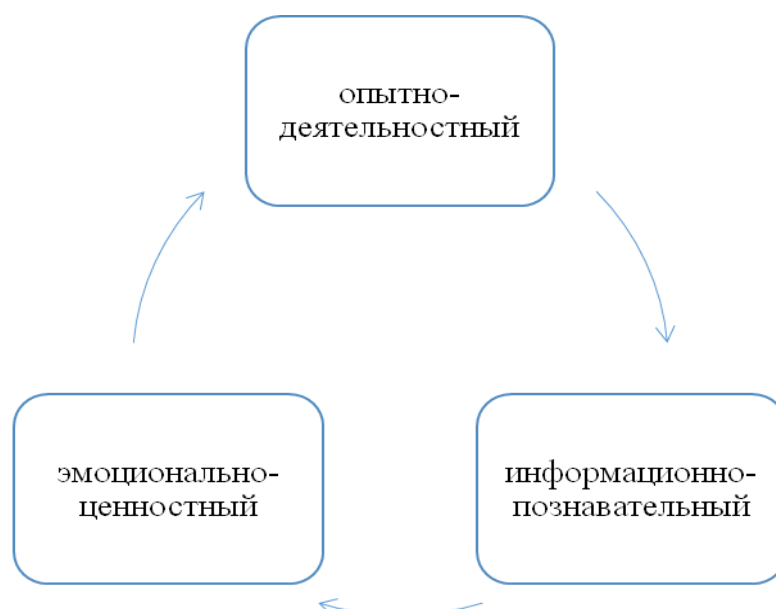 опытно-
деятельностный
эмоционально-
ценностный
информационно-
познавательный